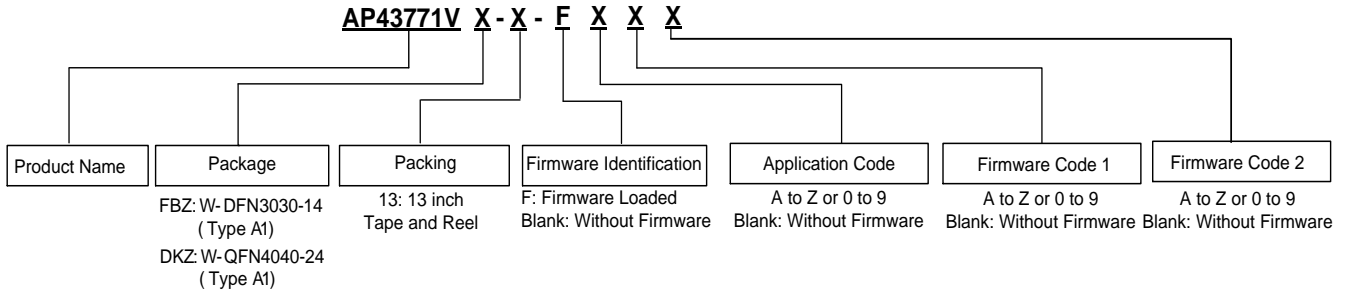 AP43771V X - X - F X X X
Product Name
Package
Packing
Firmware Identification
Application Code
Firmware Code 1
Firmware Code 2
FBZ: W-DFN3030-14
(Type A1)
DKZ: W-QFN4040-24
(Type A1)
13: 13 inch
Tape and Reel
F: Firmware Loaded
Blank: Without Firmware
A to Z or 0 to 9
Blank: Without Firmware
A to Z or 0 to 9
Blank: Without Firmware
A to Z or 0 to 9
Blank: Without Firmware